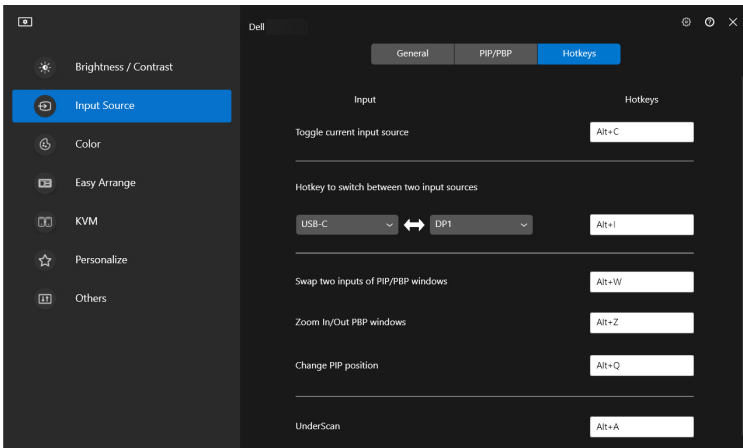 Dell
General PIP/PBP Hotkeys
Brightness / Contrast
Input Source
Color
Easy Arrange
KVM
Personalize
Others
Input Hotkeys
Toggle current input source Alt+C
Hotkey to switch between two input sources
USB-C DP1 Alt+I
Swap two inputs of PIP/PBP windows Alt+W
Zoom In/Out PBP windows Alt+Z
Change PIP position Alt+Q
UnderScan Alt+A